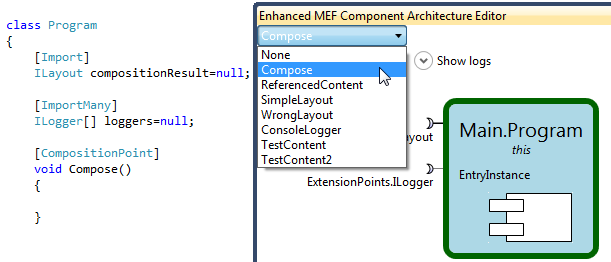 class Program
{
[Import]
ILayout compositionResult=null;
[ImportMany]
ILogger[] loggers=null;
[CompositionPoint]
void Compose()
{
}
Enhanced MEF Component Architecture Editor
Compose
None
Compose
ReferencedContent
SimpleLayout
WrongLayout
ConsoleLogger
TestContent
TestContent2
Show logs
ayout
ExtensionPoints.ILogger
Main.Program
this
EntryInstance